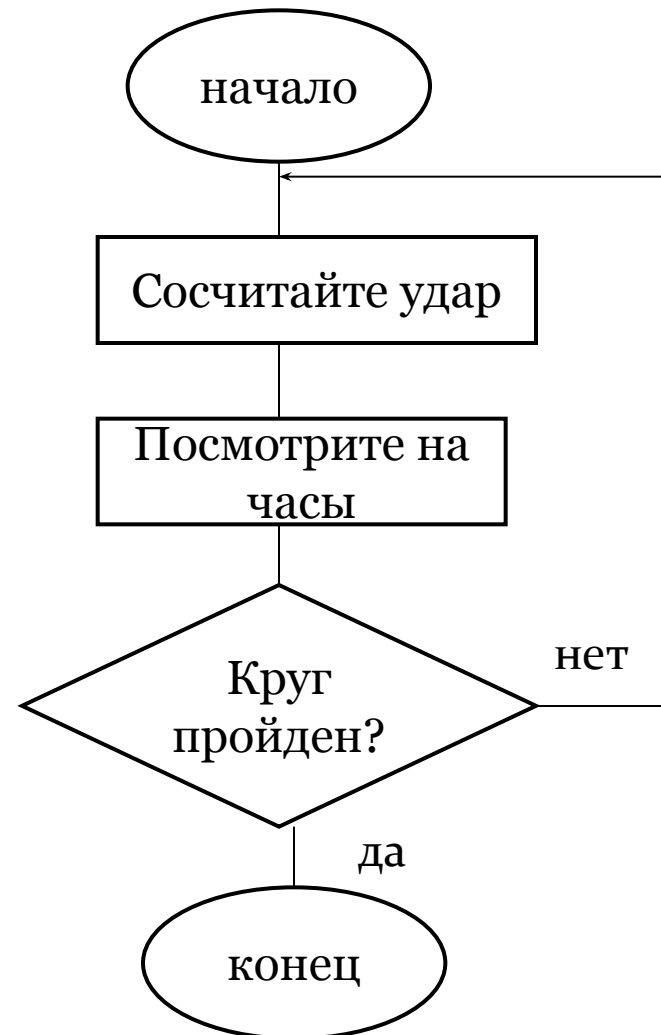 начало
Сосчитайте удар
Посмотрите на
часы
Круг
пройден?
нет
да
конец